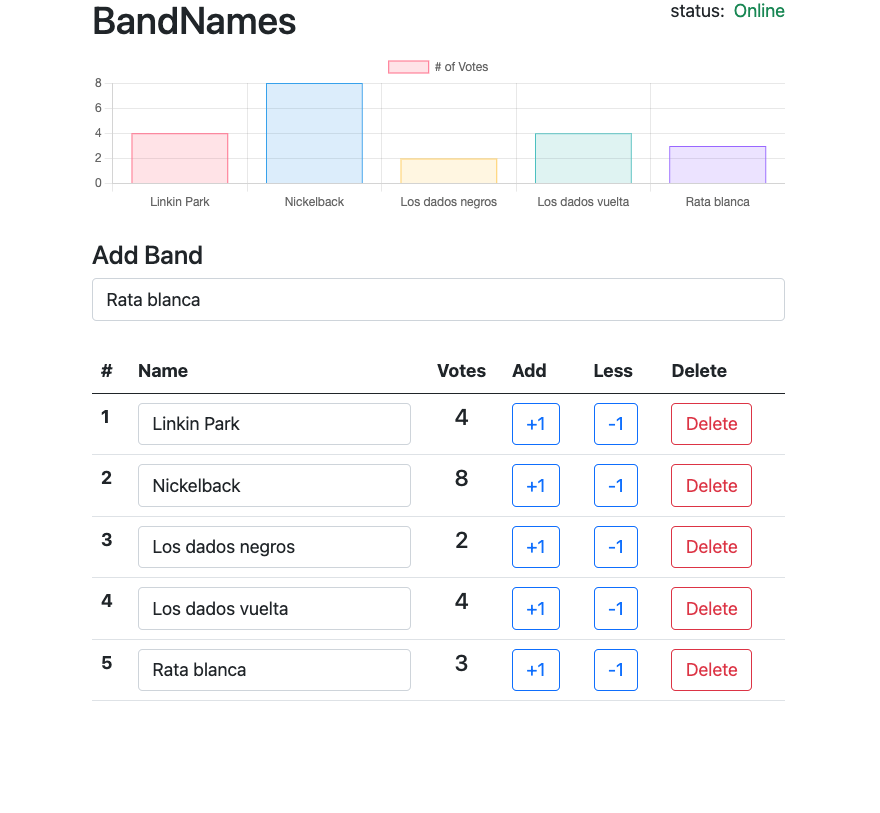 BandNames
status: Online
# of Votes
8
6
4
2
0
Linkin Park Nickelback Los dados negros Los dados vuelta Rata blanca
Add Band
Rata blanca
# Name Votes Add Less Delete
1 Linkin Park 4 +1 -1 Delete
2 Nickelback 8 +1 -1 Delete
3 Los dados negros 2 +1 -1 Delete
4 Los dados vuelta 4 +1 -1 Delete
5 Rata blanca 3 +1 -1 Delete